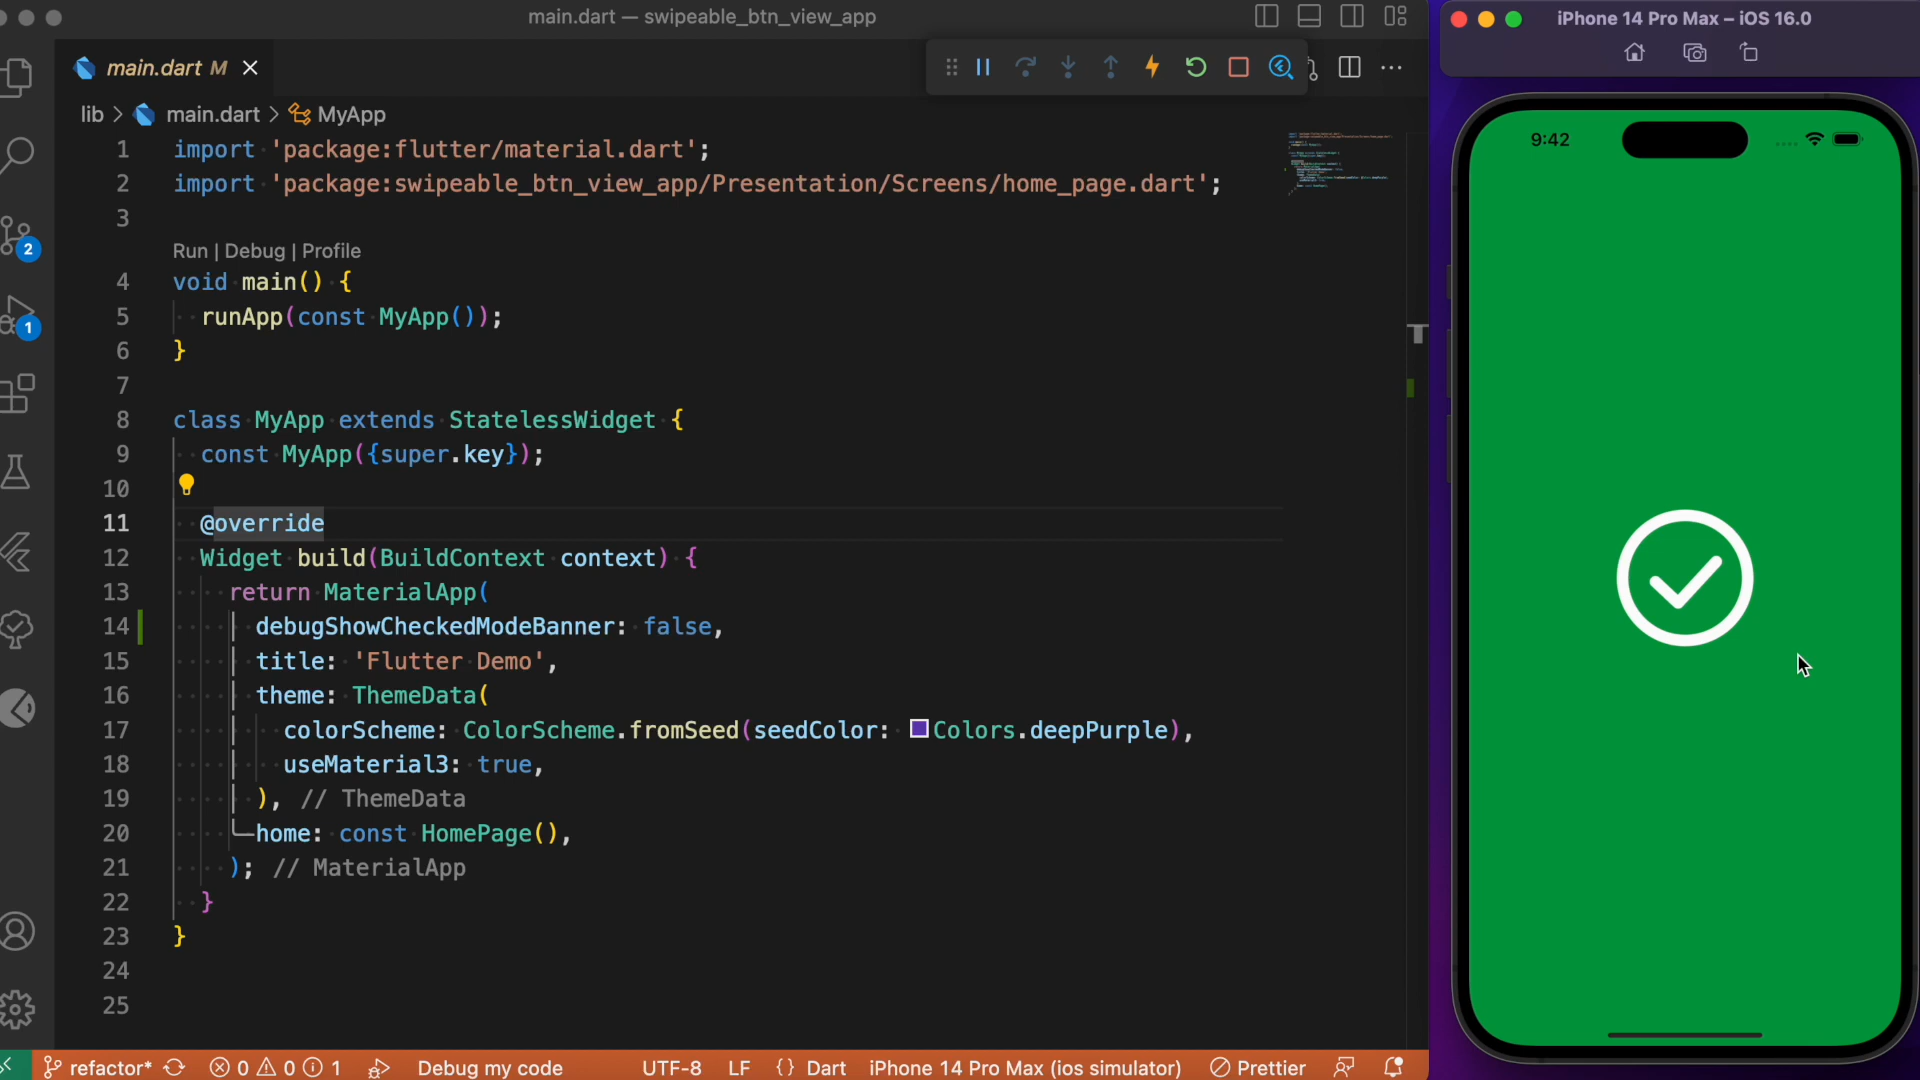 main.dart — swipeable_btn_view_app
main.dart M
lib > main.dart > MyApp
1 import 'package:flutter/material.dart';
2 import 'package:swipeable_btn_view_app/Presentation/Screens/home_page.dart';
3
Run | Debug | Profile
4 void main() {
5 runApp(const MyApp());
6 }
7
8 class MyApp extends StatelessWidget {
9 const MyApp({super.key});
10
11 @override
12 Widget build(BuildContext context) {
13 return MaterialApp(
14 debugShowCheckedModeBanner: false,
15 title: 'Flutter Demo',
16 theme: ThemeData(
17 colorScheme: ColorScheme.fromSeed(seedColor: Colors.deepPurple),
18 useMaterial3: true,
19 ), // ThemeData
20 home: const HomePage(),
21 ); // MaterialApp
22 }
23 }
24
25
2
1
refactor* 0 0 1 Debug my code UTF-8 LF {} Dart iPhone 14 Pro Max (ios simulator) Prettier
iPhone 14 Pro Max – iOS 16.0
9:42